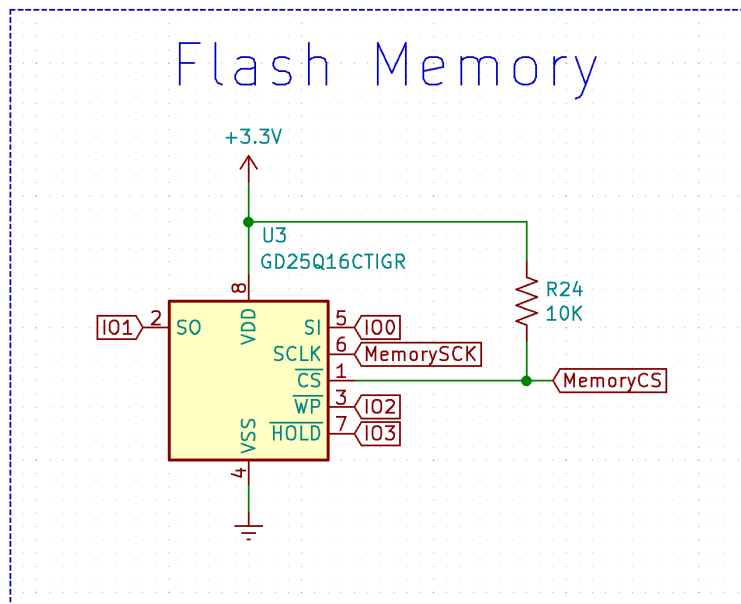 Flash Memory
+3.3V
U3
GD25Q16CTIGR
R24
10K
8
VDD
IO1 2 SO
SI 5 IO0
SCLK 6 MemorySCK
CS 1 MemoryCS
WP 3 IO2
HOLD 7 IO3
VSS
4